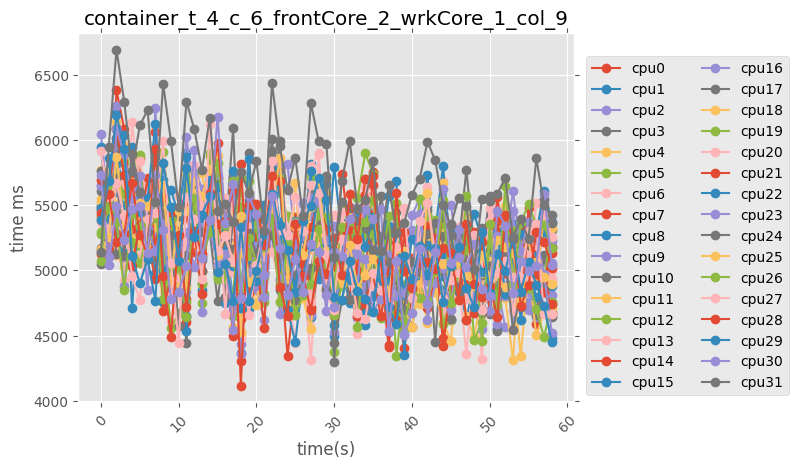 container_t_4_c_6_frontCore_2_wrkCore_1_col_9
time ms
6500
6000
5500
5000
4500
4000
0
10
20
30
40
50
60
time(s)
cpu0
cpu1
cpu2
cpu3
cpu4
cpu5
cpu6
cpu7
cpu8
cpu9
cpu10
cpu11
cpu12
cpu13
cpu14
cpu15
cpu16
cpu17
cpu18
cpu19
cpu20
cpu21
cpu22
cpu23
cpu24
cpu25
cpu26
cpu27
cpu28
cpu29
cpu30
cpu31